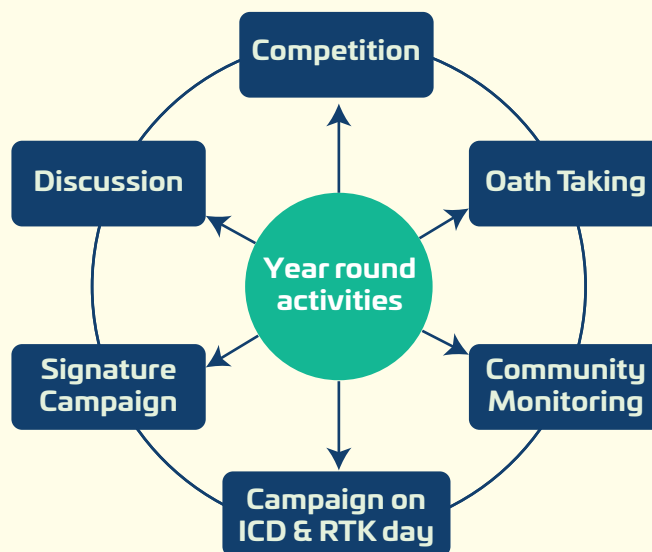 Competition
Discussion
Oath Taking
Year round
activities
Signature
Campaign
Community
Monitoring
Campaign on
ICD & RTK day